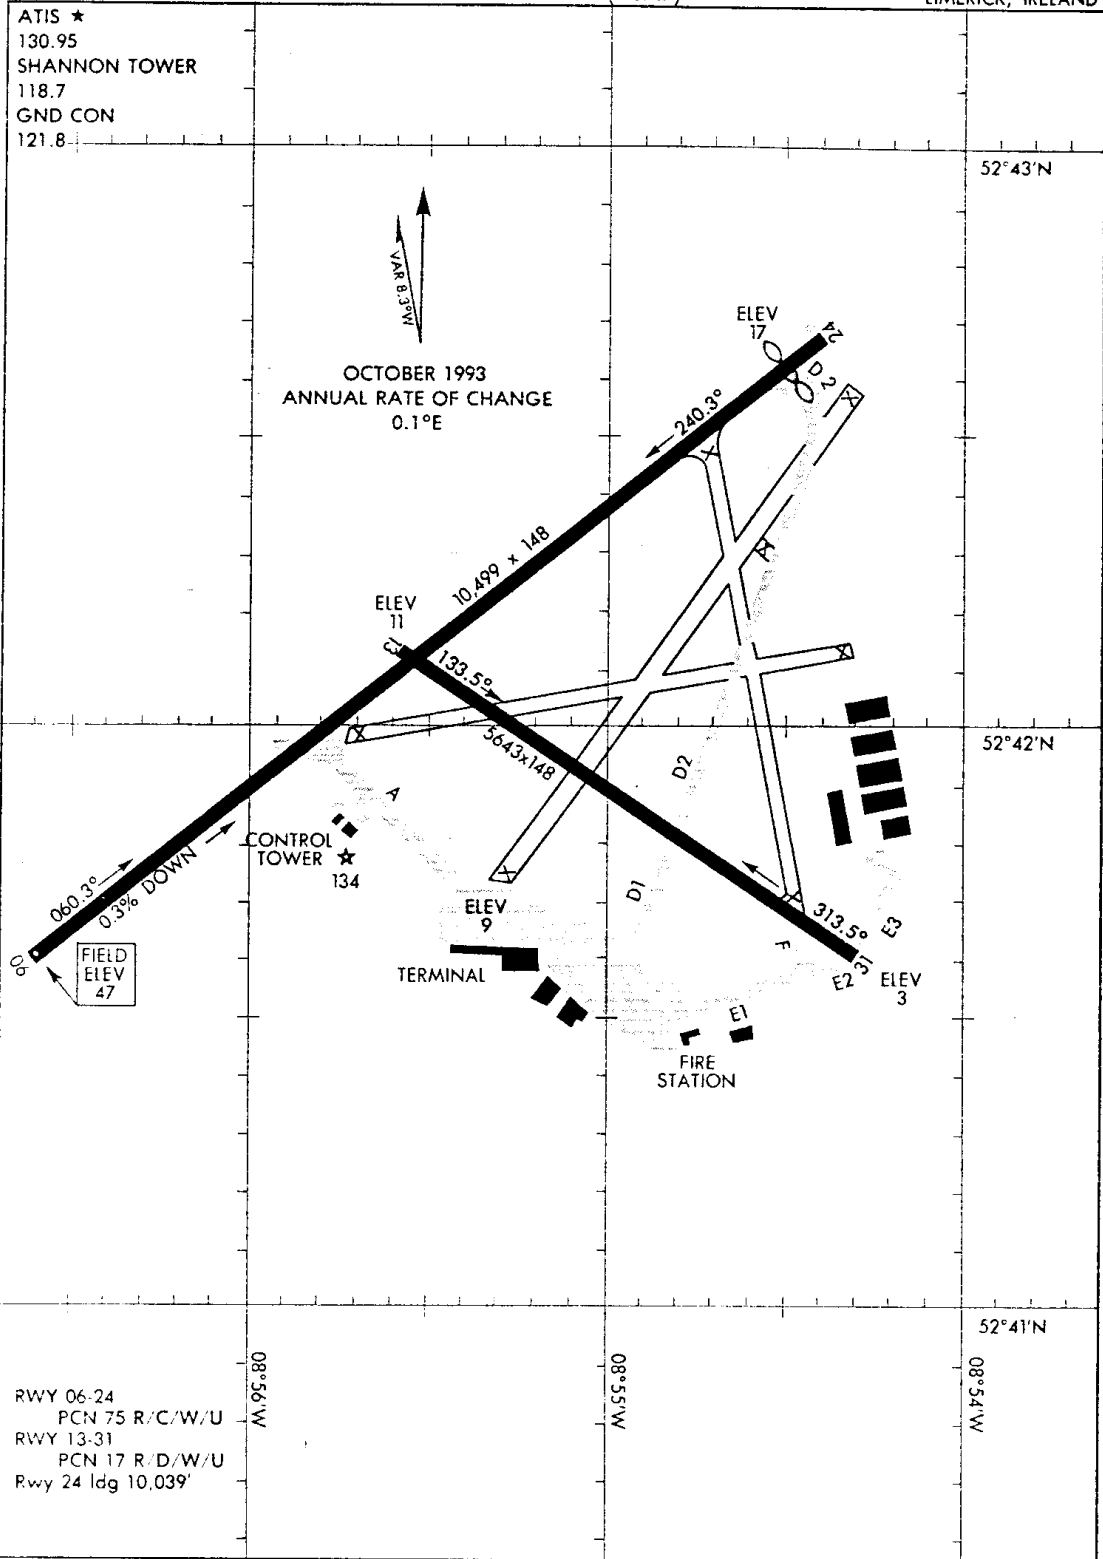 LIMERICK, IRELAND
ATIS ★
130.95
SHANNON TOWER
118.7
GND CON
121.8
52°43'N
VAR 8.3°W
OCTOBER 1993
ANNUAL RATE OF CHANGE
0.1°E
ELEV
17
24
D2
240.3°
X
X
10,499 x 148
X
ELEV
11
13
133.5°
X
X
5643x148
52°42'N
D2
A
CONTROL
TOWER
134
060.3°
0.3% DOWN
X
D1
X
313.5°
E3
ELEV
9
06
FIELD
ELEV
47
TERMINAL
F
E2
31
ELEV
3
E1
FIRE
STATION
52°41'N
08°56'W
08°55'W
08°54'W
RWY 06-24
PCN 75 R/C/W/U
RWY 13-31
PCN 17 R/D/W/U
Rwy 24 ldg 10,039'